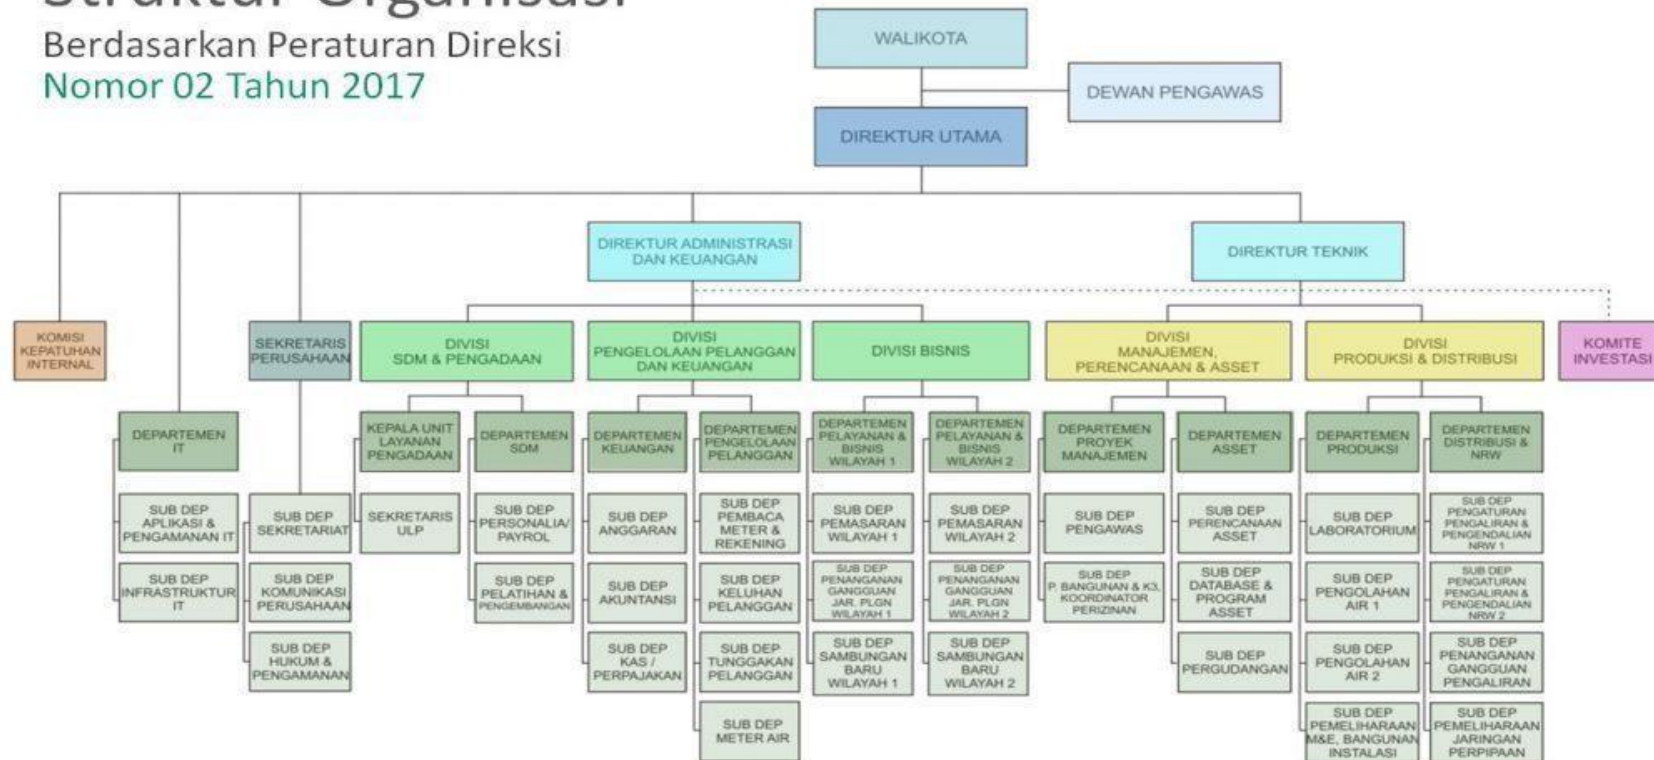 Struktur Organisasi
Berdasarkan Peraturan Direksi
Nomor 02 Tahun 2017
WALIKOTA
DEWAN PENGAWAS
DIREKTUR UTAMA
DIREKTUR ADMINISTRASI
DAN KEUANGAN
DIREKTUR TEKNIK
KOMISI
KEPATUHAN
INTERNAL
SEKRETARIS
PERUSAHAAN
DIVISI
SDM & PENGADAAN
DIVISI
PENGELOLAAN PELANGGAN
DAN KEUANGAN
DIVISI BISNIS
DIVISI
MANAJEMEN,
PERENCANAAN & ASSET
DIVISI
PRODUKSI & DISTRIBUSI
KOMITE
INVESTASI
DEPARTEMEN
IT
KEPALA UNIT
LAYANAN
PENGADAAN
DEPARTEMEN
SDM
DEPARTEMEN
KEUANGAN
DEPARTEMEN
PENGELOLAAN
PELANGGAN
DEPARTEMEN
PELAYANAN &
BISNIS
WILAYAH 1
DEPARTEMEN
PELAYANAN &
BISNIS
WILAYAH 2
DEPARTEMEN
PROYEK
MANAJEMEN
DEPARTEMEN
ASSET
DEPARTEMEN
PRODUKSI
DEPARTEMEN
DISTRIBUSI &
NRW
SUB DEP
APLIKASI &
PENGAMANAN IT
SUB DEP
SEKRETARIAT
SEKRETARIS
ULP
SUB DEP
PERSONALIA/
PAYROL
SUB DEP
ANGGARAN
SUB DEP
PEMBACA
METER &
REKENING
SUB DEP
PEMASARAN
WILAYAH 1
SUB DEP
PEMASARAN
WILAYAH 2
SUB DEP
PENGAWAS
SUB DEP
PERENCANAAN
ASSET
SUB DEP
LABORATORIUM
SUB DEP
PENGATURAN
PENGALIRAN &
PENGENDALIAN
NRW 1
SUB DEP
INFRASTRUKTUR
IT
SUB DEP
KOMUNIKASI
PERUSAHAAN
SUB DEP
PELATIHAN &
PENGEMBANGAN
SUB DEP
AKUNTANSI
SUB DEP
KELUHAN
PELANGGAN
SUB DEP
PENANGANAN
GANGGUAN
JAR. PLGN
WILAYAH 1
SUB DEP
PENANGANAN
GANGGUAN
JAR. PLGN
WILAYAH 2
SUB DEP
P. BANGUNAN & K3,
KOORDINATOR
PERIZINAN
SUB DEP
DATABASE &
PROGRAM
ASSET
SUB DEP
PENGOLAHAN
AIR 1
SUB DEP
PENGATURAN
PENGALIRAN &
PENGENDALIAN
NRW 2
SUB DEP
HUKUM &
PENGAMANAN
SUB DEP
KAS /
PERPAJAKAN
SUB DEP
TUNGGAKAN
PELANGGAN
SUB DEP
SAMBUNGAN
BARU
WILAYAH 1
SUB DEP
SAMBUNGAN
BARU
WILAYAH 2
SUB DEP
PERGUDANGAN
SUB DEP
PENGOLAHAN
AIR 2
SUB DEP
PENANGANAN
GANGGUAN
PENGALIRAN
SUB DEP
METER AIR
SUB DEP
PEMELIHARAAN
M&E, BANGUNAN
INSTALASI
SUB DEP
PEMELIHARAAN
JARINGAN
PERPIPAAN